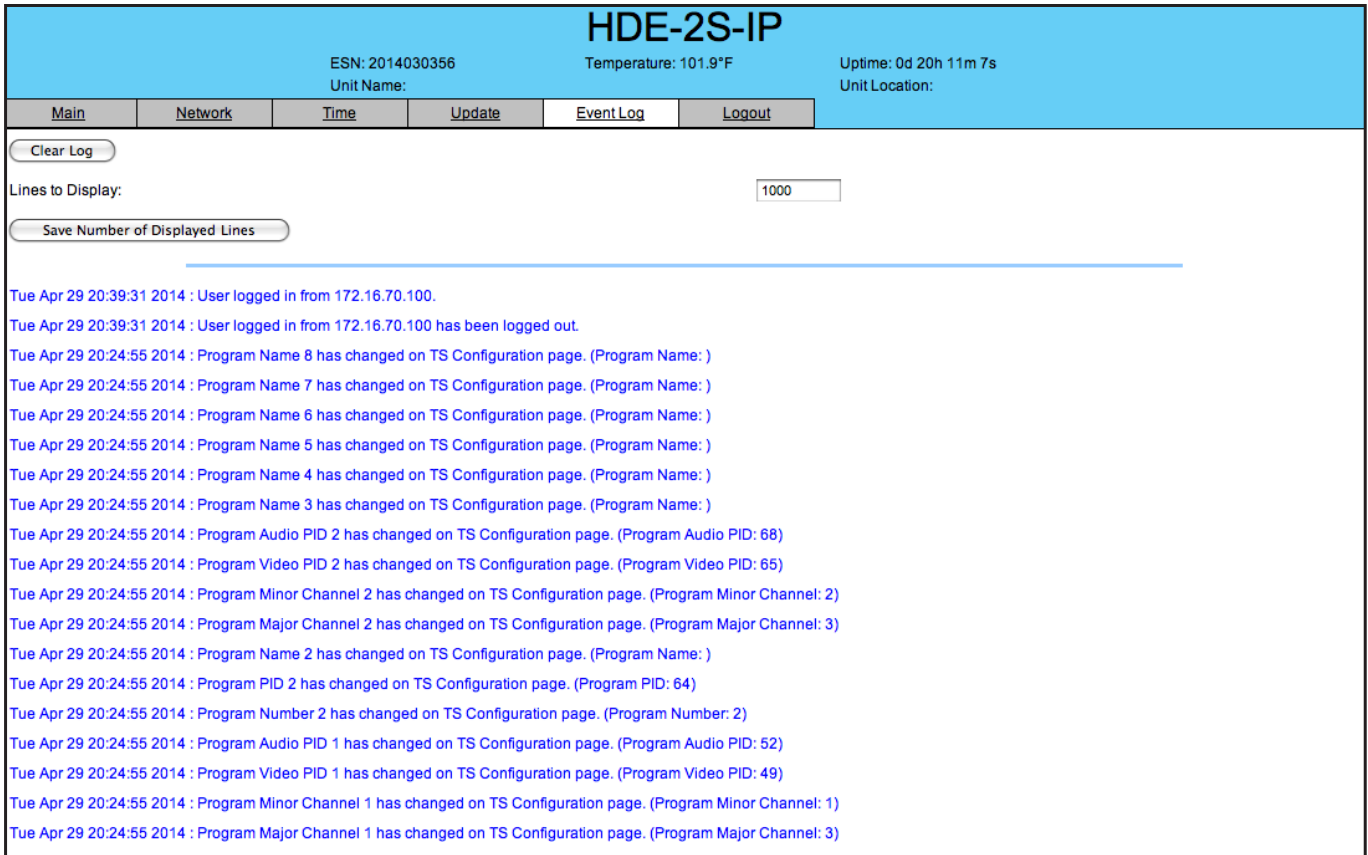 HDE-2S-IP
ESN: 2014030356 Temperature: 101.9°F Uptime: 0d 20h 11m 7s
Unit Name: Unit Location:
Main Network Time Update Event Log Logout
Clear Log
Lines to Display: 1000
Save Number of Displayed Lines
Tue Apr 29 20:39:31 2014 : User logged in from 172.16.70.100.
Tue Apr 29 20:39:31 2014 : User logged in from 172.16.70.100 has been logged out.
Tue Apr 29 20:24:55 2014 : Program Name 8 has changed on TS Configuration page. (Program Name: )
Tue Apr 29 20:24:55 2014 : Program Name 7 has changed on TS Configuration page. (Program Name: )
Tue Apr 29 20:24:55 2014 : Program Name 6 has changed on TS Configuration page. (Program Name: )
Tue Apr 29 20:24:55 2014 : Program Name 5 has changed on TS Configuration page. (Program Name: )
Tue Apr 29 20:24:55 2014 : Program Name 4 has changed on TS Configuration page. (Program Name: )
Tue Apr 29 20:24:55 2014 : Program Name 3 has changed on TS Configuration page. (Program Name: )
Tue Apr 29 20:24:55 2014 : Program Audio PID 2 has changed on TS Configuration page. (Program Audio PID: 68)
Tue Apr 29 20:24:55 2014 : Program Video PID 2 has changed on TS Configuration page. (Program Video PID: 65)
Tue Apr 29 20:24:55 2014 : Program Minor Channel 2 has changed on TS Configuration page. (Program Minor Channel: 2)
Tue Apr 29 20:24:55 2014 : Program Major Channel 2 has changed on TS Configuration page. (Program Major Channel: 3)
Tue Apr 29 20:24:55 2014 : Program Name 2 has changed on TS Configuration page. (Program Name: )
Tue Apr 29 20:24:55 2014 : Program PID 2 has changed on TS Configuration page. (Program PID: 64)
Tue Apr 29 20:24:55 2014 : Program Number 2 has changed on TS Configuration page. (Program Number: 2)
Tue Apr 29 20:24:55 2014 : Program Audio PID 1 has changed on TS Configuration page. (Program Audio PID: 52)
Tue Apr 29 20:24:55 2014 : Program Video PID 1 has changed on TS Configuration page. (Program Video PID: 49)
Tue Apr 29 20:24:55 2014 : Program Minor Channel 1 has changed on TS Configuration page. (Program Minor Channel: 1)
Tue Apr 29 20:24:55 2014 : Program Major Channel 1 has changed on TS Configuration page. (Program Major Channel: 3)